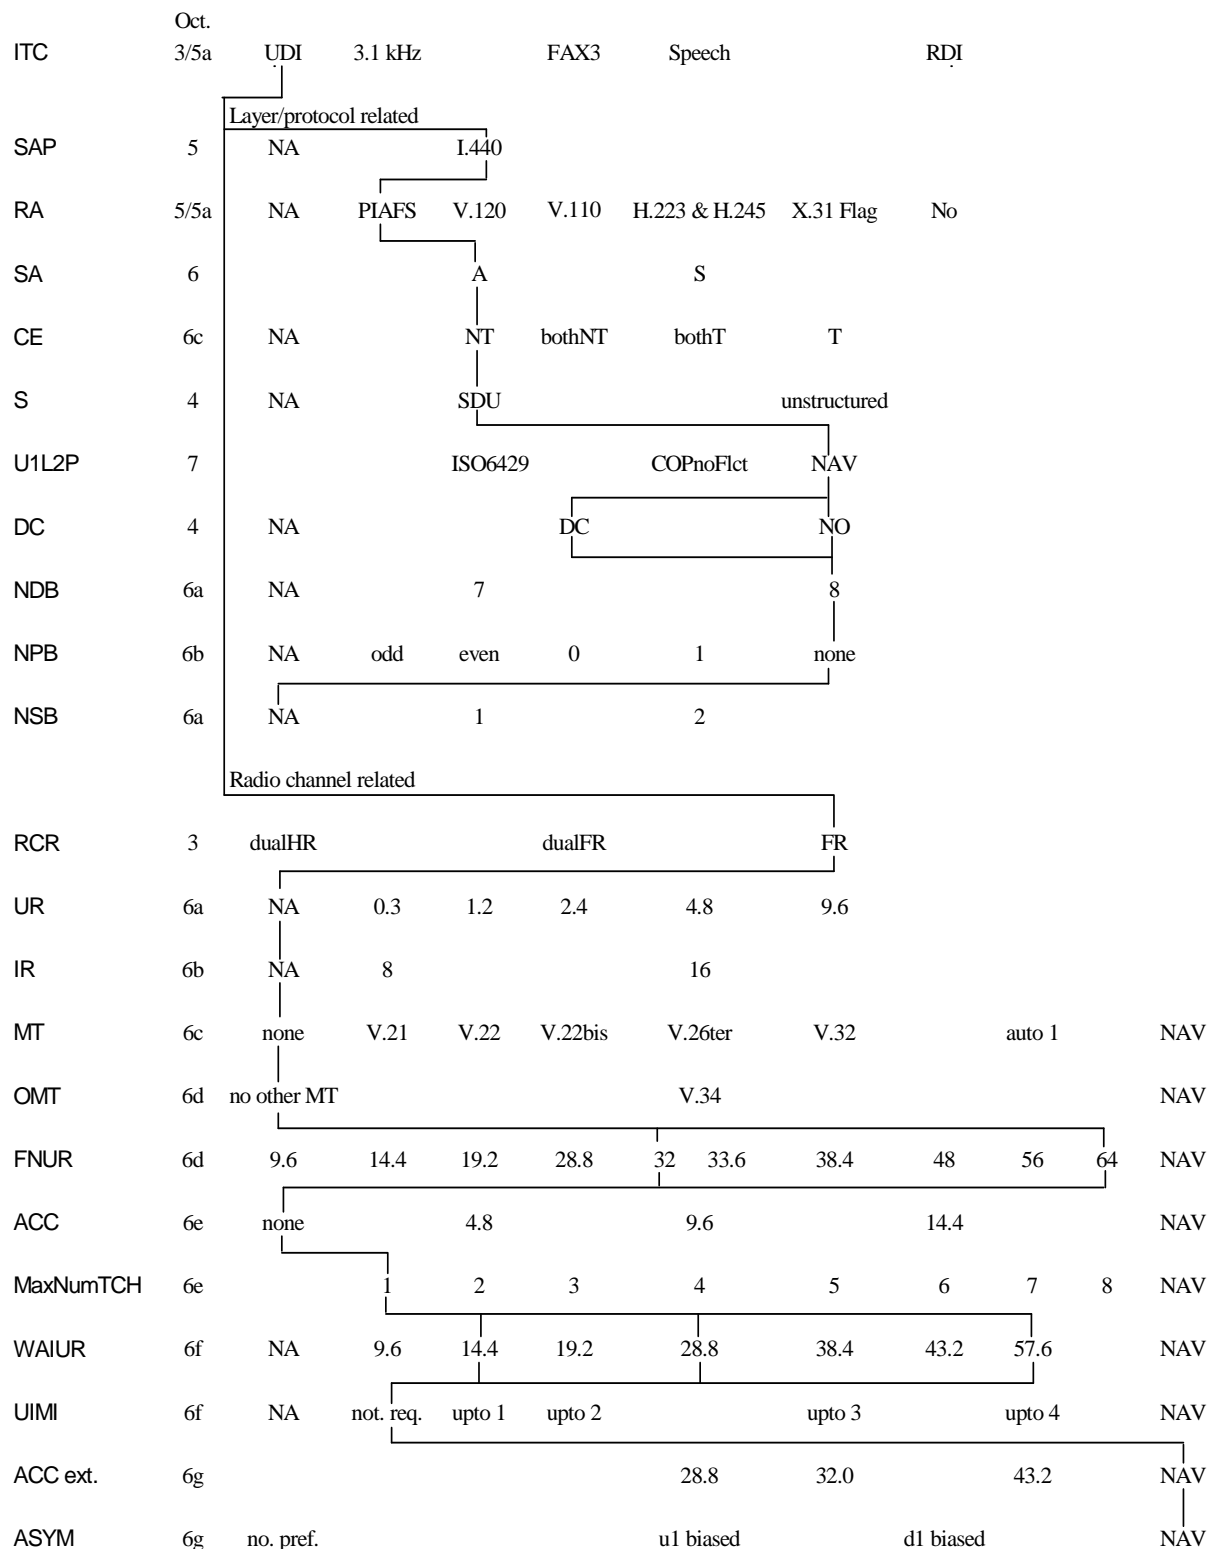 Oct.
ITC 3/5a UDI 3.1 kHz FAX3 Speech RDI
Layer/protocol related
SAP 5 NA I.440
RA 5/5a NA PIAFS V.120 V.110 H.223 & H.245 X.31 Flag No
SA 6 A S
CE 6c NA NT bothNT bothT T
S 4 NA SDU unstructured
U1L2P 7 ISO6429 COPnoFlct NAV
DC 4 NA DC NO
NDB 6a NA 7 8
NPB 6b NA odd even 0 1 none
NSB 6a NA 1 2
Radio channel related
RCR 3 dualHR dualFR FR
UR 6a NA 0.3 1.2 2.4 4.8 9.6
IR 6b NA 8 16
MT 6c none V.21 V.22 V.22bis V.26ter V.32 auto 1 NAV
OMT 6d no other MT V.34 NAV
FNUR 6d 9.6 14.4 19.2 28.8 32 33.6 38.4 48 56 64 NAV
ACC 6e none 4.8 9.6 14.4 NAV
MaxNumTCH 6e 1 2 3 4 5 6 7 8 NAV
WAIUR 6f NA 9.6 14.4 19.2 28.8 38.4 43.2 57.6 NAV
UIMI 6f NA not. req. upto 1 upto 2 upto 3 upto 4 NAV
ACC ext. 6g 28.8 32.0 43.2 NAV
ASYM 6g no. pref. u1 biased d1 biased NAV